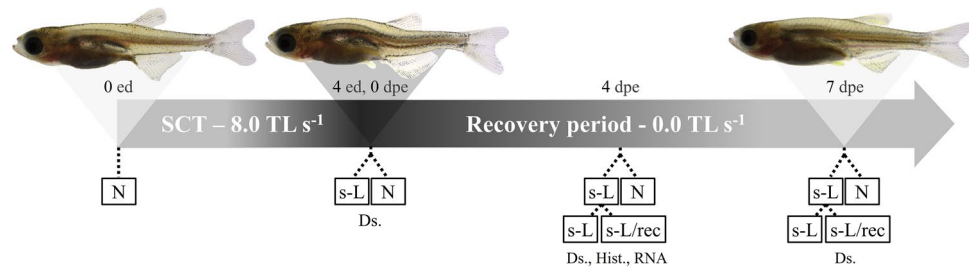 0 ed
4 ed, 0 dpe
4 dpe
7 dpe
SCT – 8.0 TL s⁻¹
Recovery period - 0.0 TL s⁻¹
N
s-L N
s-L N
s-L N
Ds.
s-L s-L/rec
s-L s-L/rec
Ds., Hist., RNA
Ds.